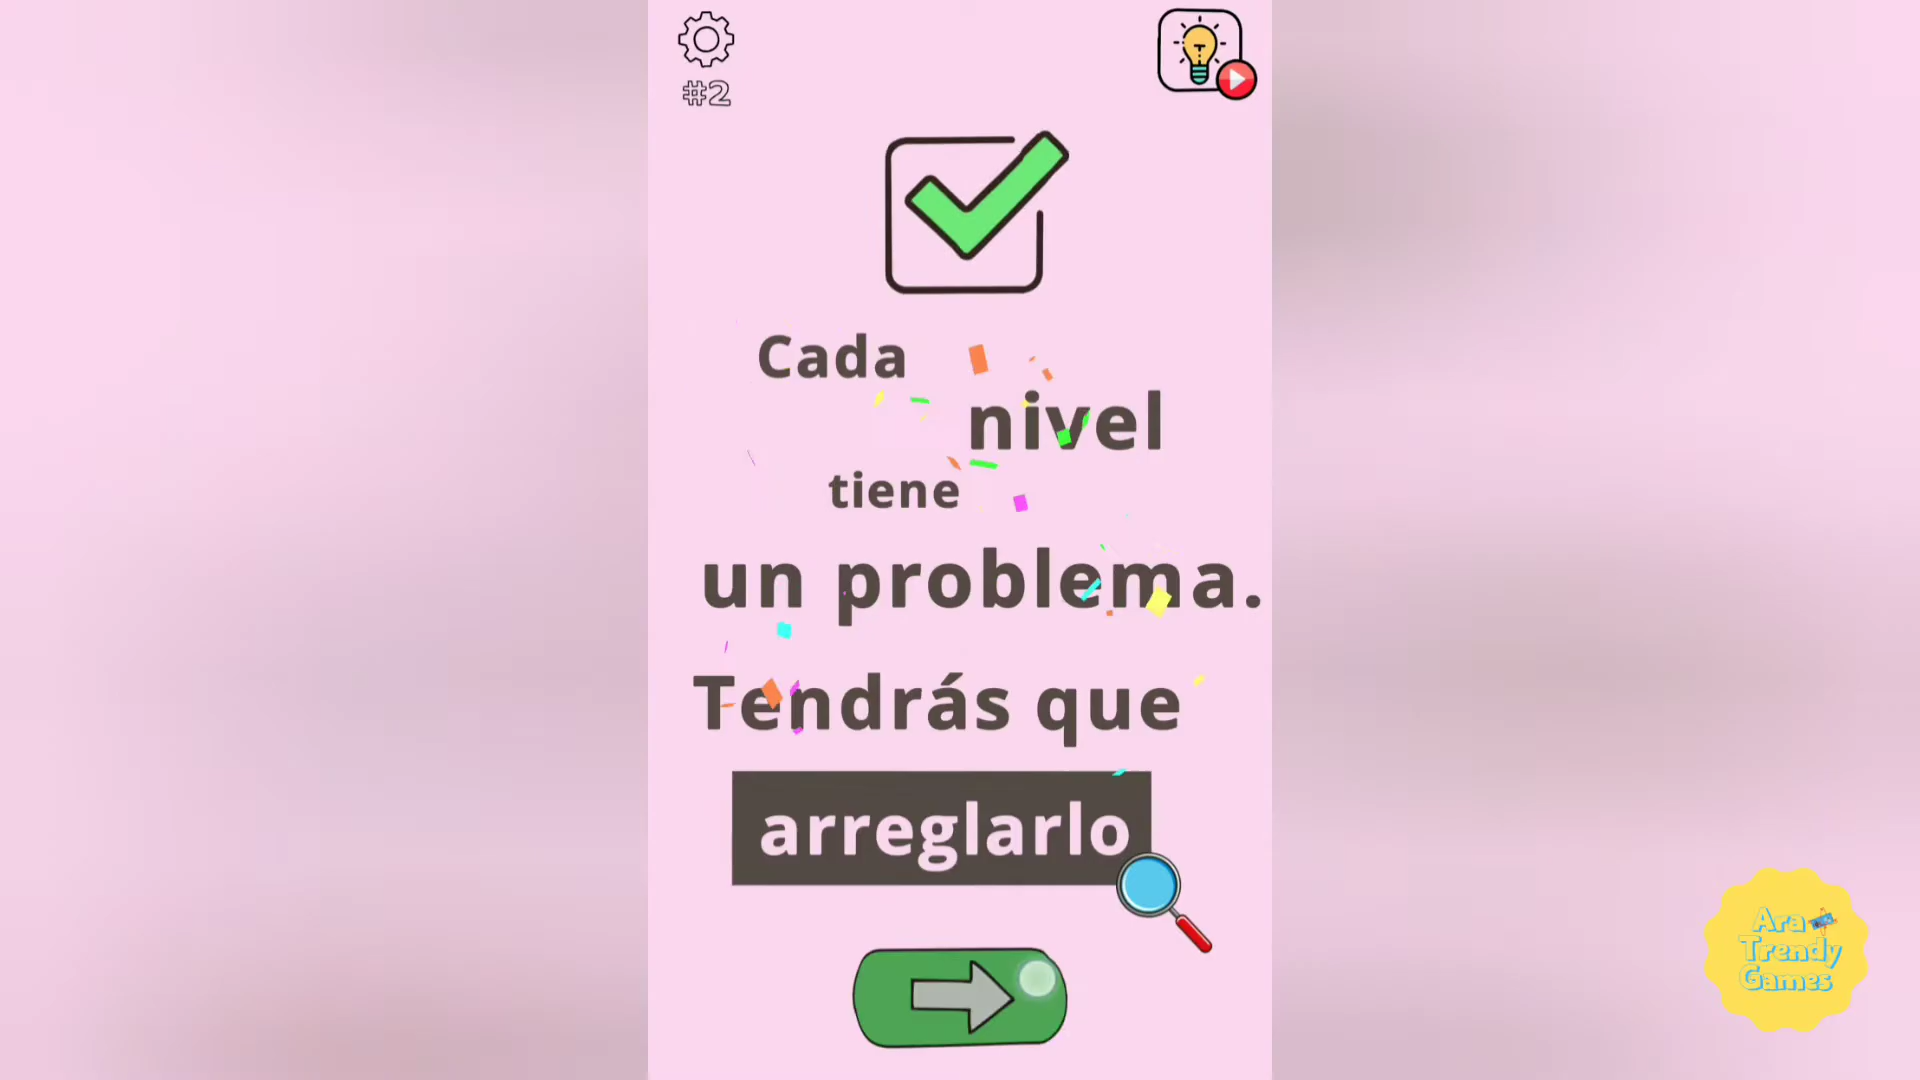 #2
Cada
nivel
tiene
un problema.
Tendrás que
arreglarlo
Ara
Trendy
Games